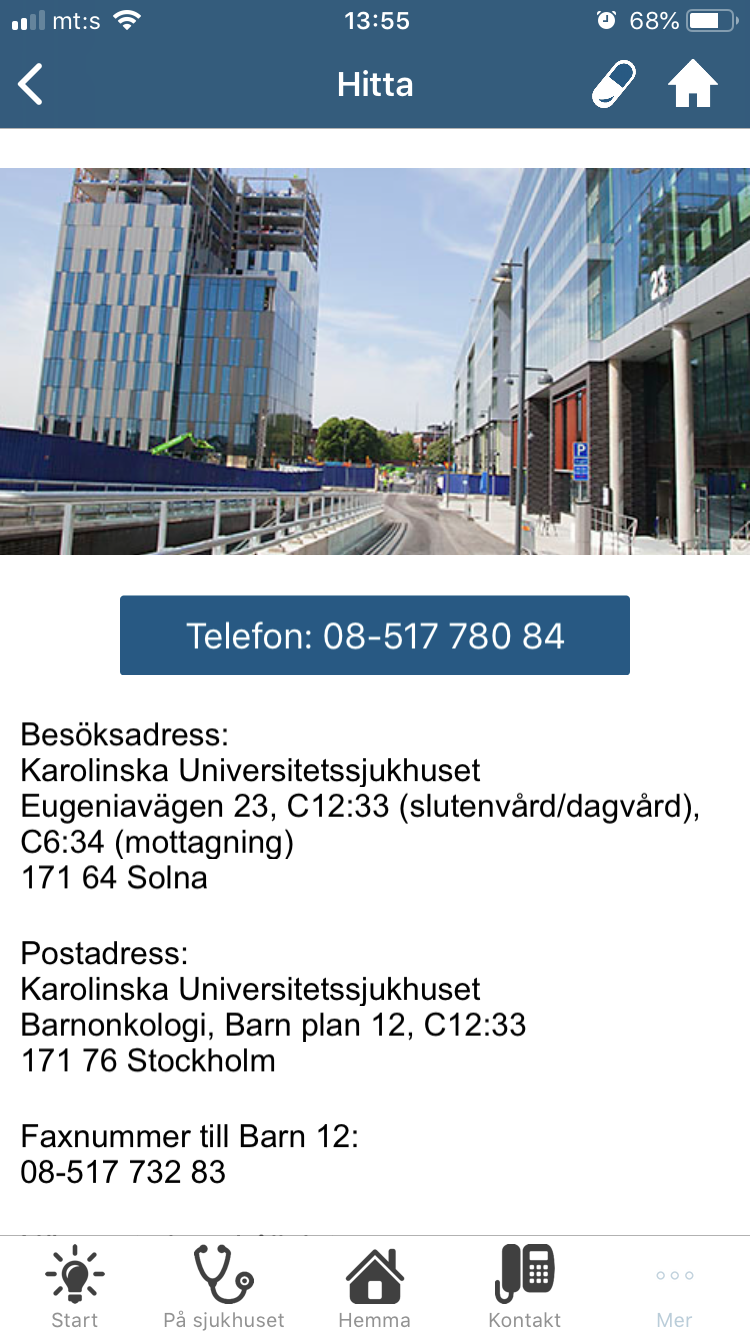 mt:s 13:55 68%
Hitta
23
P
Telefon: 08-517 780 84
Besöksadress:
Karolinska Universitetssjukhuset
Eugeniavägen 23, C12:33 (slutenvård/dagvård),
C6:34 (mottagning)
171 64 Solna
Postadress:
Karolinska Universitetssjukhuset
Barnonkologi, Barn plan 12, C12:33
171 76 Stockholm
Faxnummer till Barn 12:
08-517 732 83
Start På sjukhuset Hemma Kontakt Mer